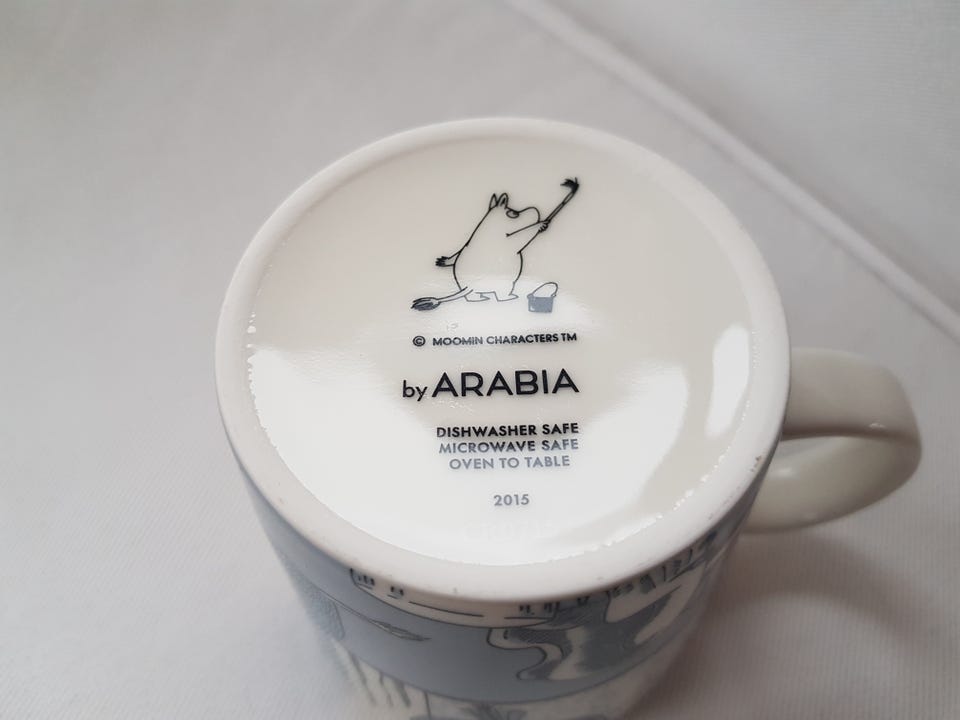 © MOOMIN CHARACTERS TM
by ARABIA
DISHWASHER SAFE
MICROWAVE SAFE
OVEN TO TABLE
2015